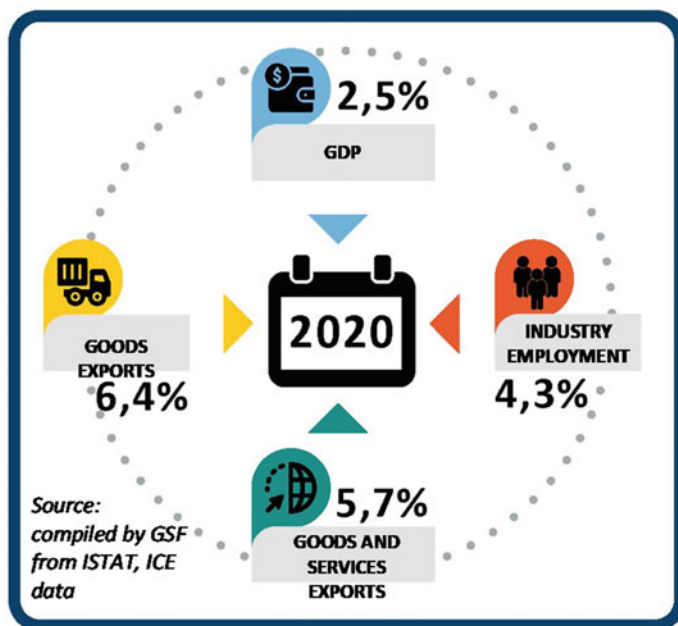 2,5%
GDP
GOODS
EXPORTS
6,4%
2020
INDUSTRY
EMPLOYMENT
4,3%
5,7%
GOODS AND
SERVICES
EXPORTS
Source:
compiled by GSF
from ISTAT, ICE
data
$